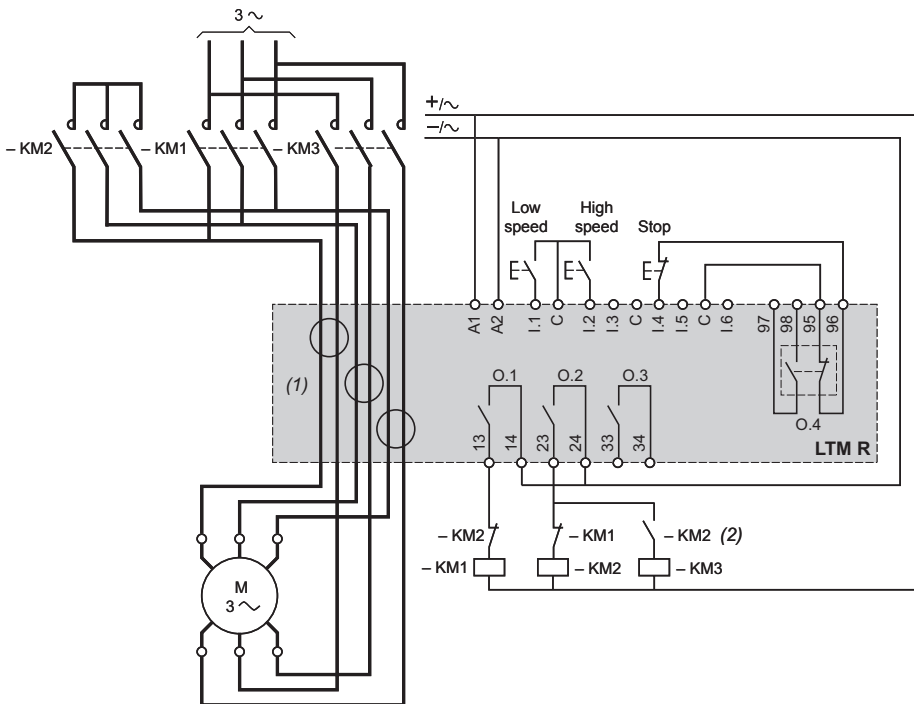 3 ∼
+/∼
−/∼
– KM2
– KM1
– KM3
Low speed
High speed
Stop
A1
A2
I.1
C
I.2
I.3
C
I.4
I.5
C
I.6
97
98
95
96
(1)
O.1
O.2
O.3
O.4
13
14
23
24
33
34
LTM R
– KM2
– KM1
– KM2 (2)
– KM1
– KM2
– KM3
M
3 ∼